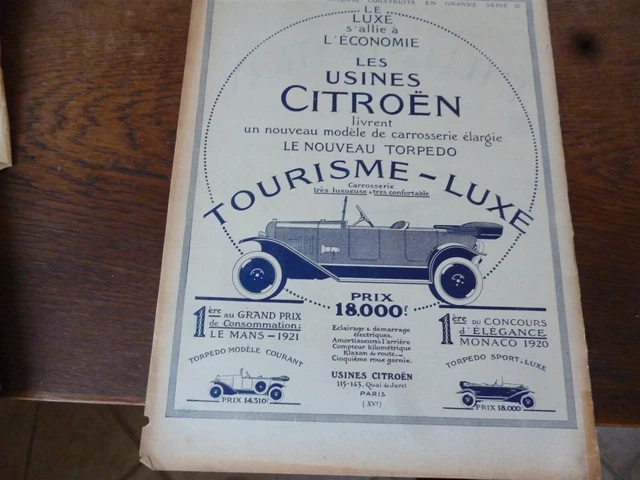 CONSTRUITE EN GRANDE SÉRIE
LE
LUXE
s'allie à
L'ÉCONOMIE
LES
USINES
CITROËN
livrent
un nouveau modèle de carrosserie élargie
LE NOUVEAU TORPEDO
TOURISME-LUXE
Carrosserie
très luxueuse & très confortable
PRIX
18.000f.
1ère AU GRAND PRIX
de Consommation:
LE MANS-1921
TORPEDO MODÈLE COURANT
PRIX 14.310f
Eclairage & démarrage
électriques.
Amortisseurs à l'arrière
Compteur kilométrique
Klaxon de route.-
Cinquième roue garnie.
USINES CITROËN
115-143, Quai de Javel
PARIS
(XVe)
1ère DU CONCOURS
d'ÉLÉGANCE
MONACO 1920
TORPEDO SPORT-LUXE
PRIX 18.000f